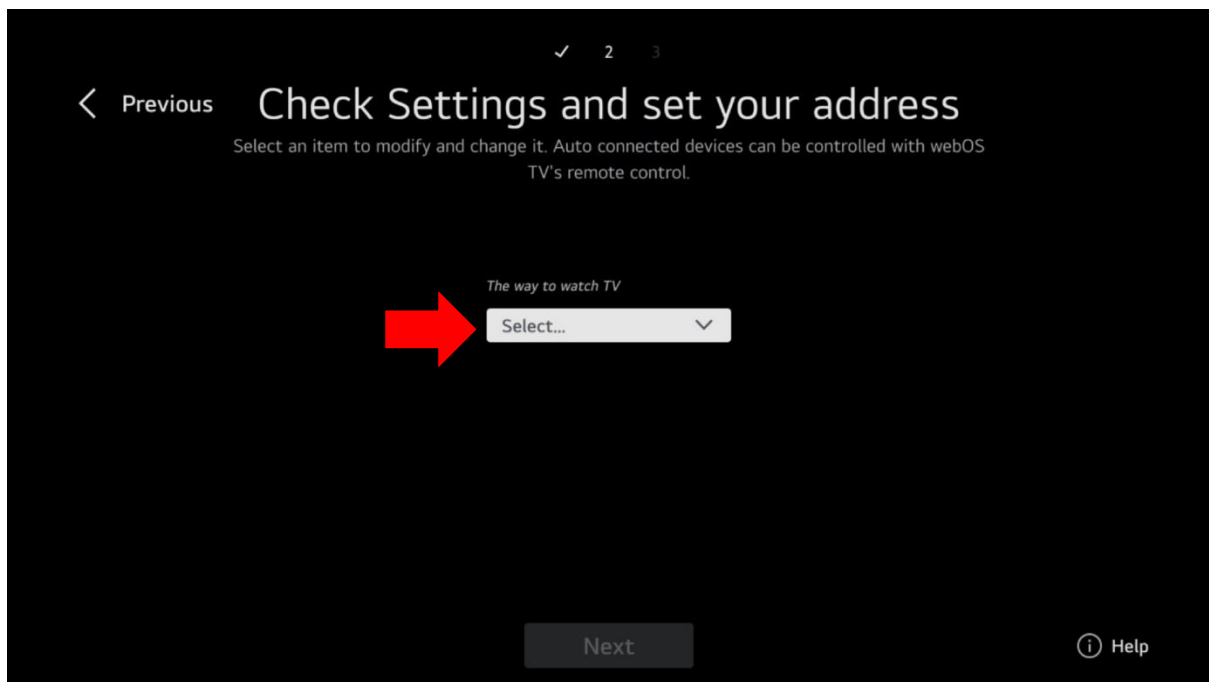 2 3
Previous
Check Settings and set your address
Select an item to modify and change it. Auto connected devices can be controlled with webOS
TV's remote control.
The way to watch TV
Select...
Next
Help